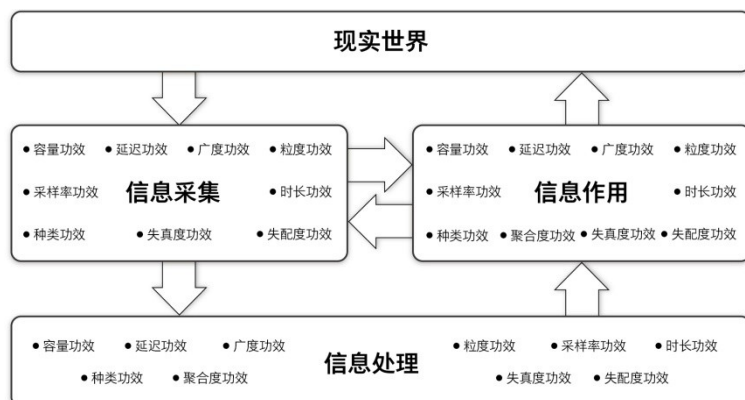 现实世界
● 容量功效 ● 延迟功效 ● 广度功效 ● 粒度功效
● 采样率功效 信息采集 ● 时长功效
● 种类功效 ● 失真度功效 ● 失配度功效
● 容量功效 ● 延迟功效 ● 广度功效 ● 粒度功效
● 采样率功效 信息作用 ● 时长功效
● 种类功效 ● 聚合度功效 ● 失真度功效 ● 失配度功效
● 容量功效 ● 延迟功效 ● 广度功效 ● 粒度功效 ● 采样率功效 ● 时长功效
信息处理
● 种类功效 ● 聚合度功效 ● 失真度功效 ● 失配度功效